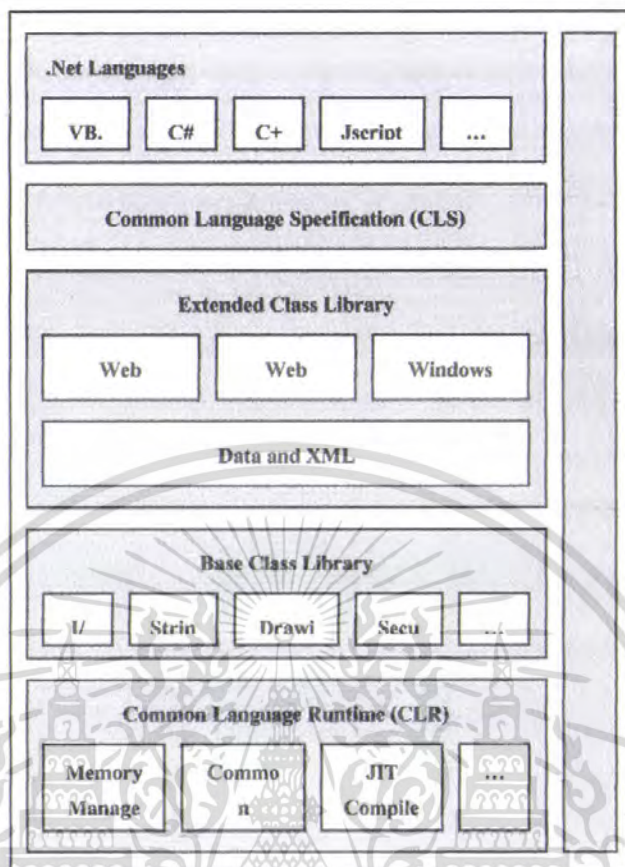 .Net Languages
VB. C# C+ Jscript ...
Common Language Specification (CLS)
Extended Class Library
Web Web Windows
Data and XML
Base Class Library
I/ Strin Drawi Secu ...
Common Language Runtime (CLR)
Memory Commo JIT ...
Manage n Compile